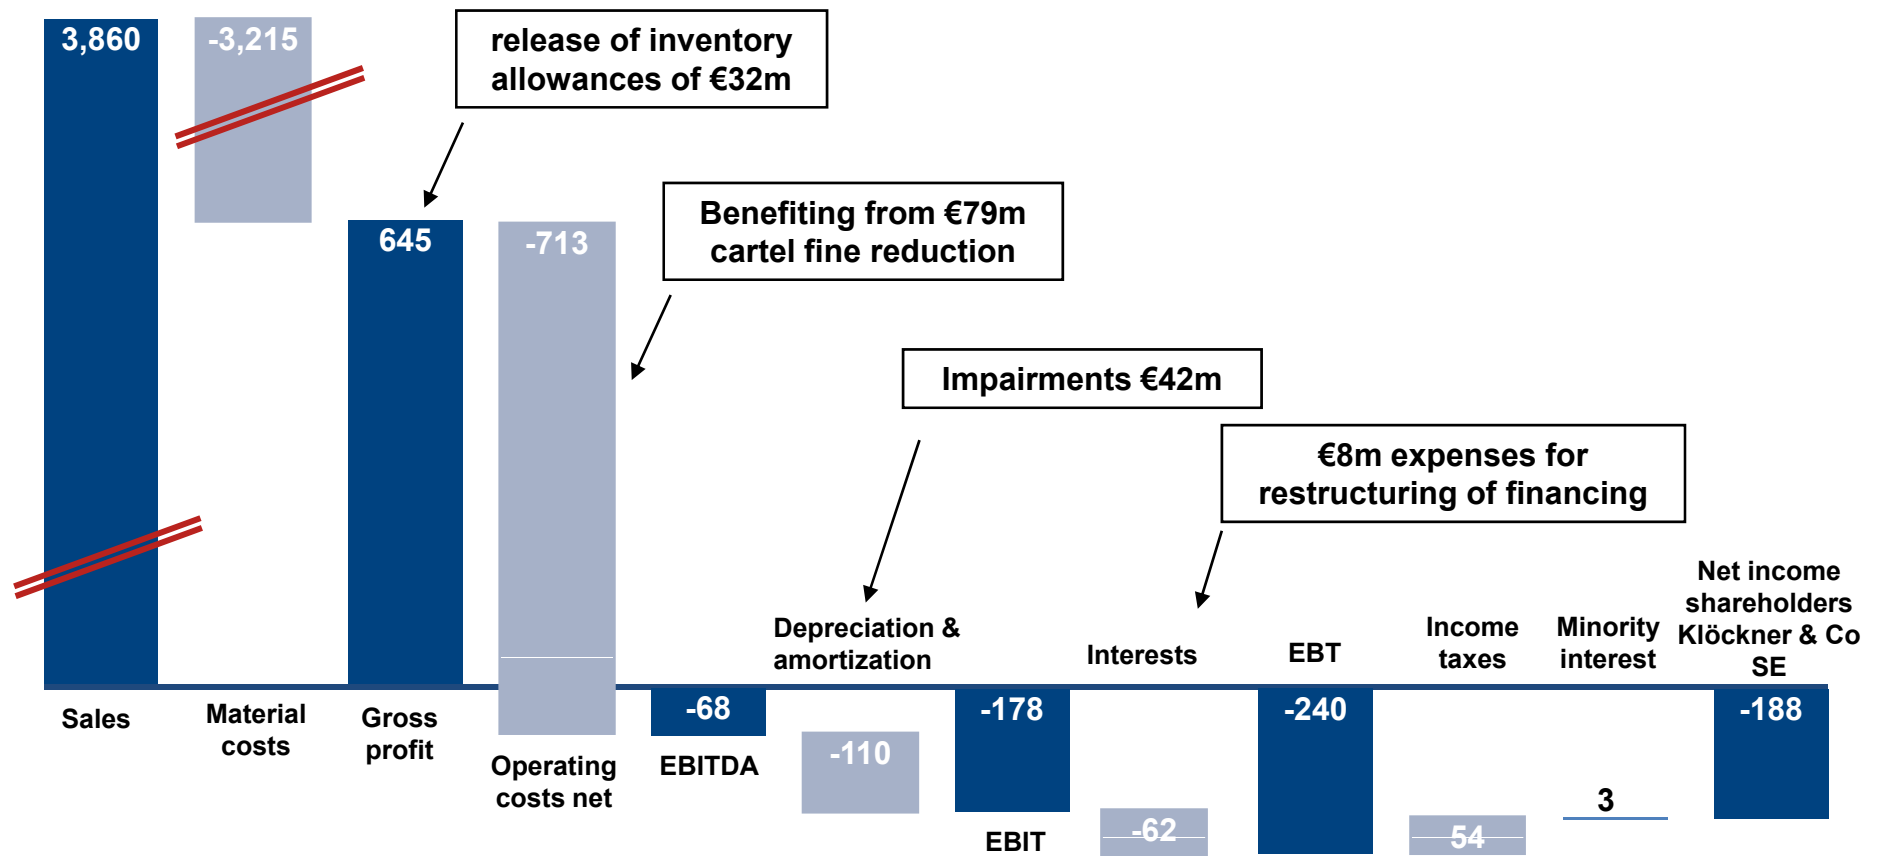 3,860
-3,215
release of inventory
allowances of €32m
645
-713
Benefiting from €79m
cartel fine reduction
Impairments €42m
€8m expenses for
restructuring of financing
Sales
Material
costs
Gross
profit
Operating
costs net
-68
EBITDA
Depreciation &
amortization
-110
-178
EBIT
Interests
-62
EBT
-240
Income
taxes
54
Minority
interest
3
Net income
shareholders
Klöckner & Co
SE
-188